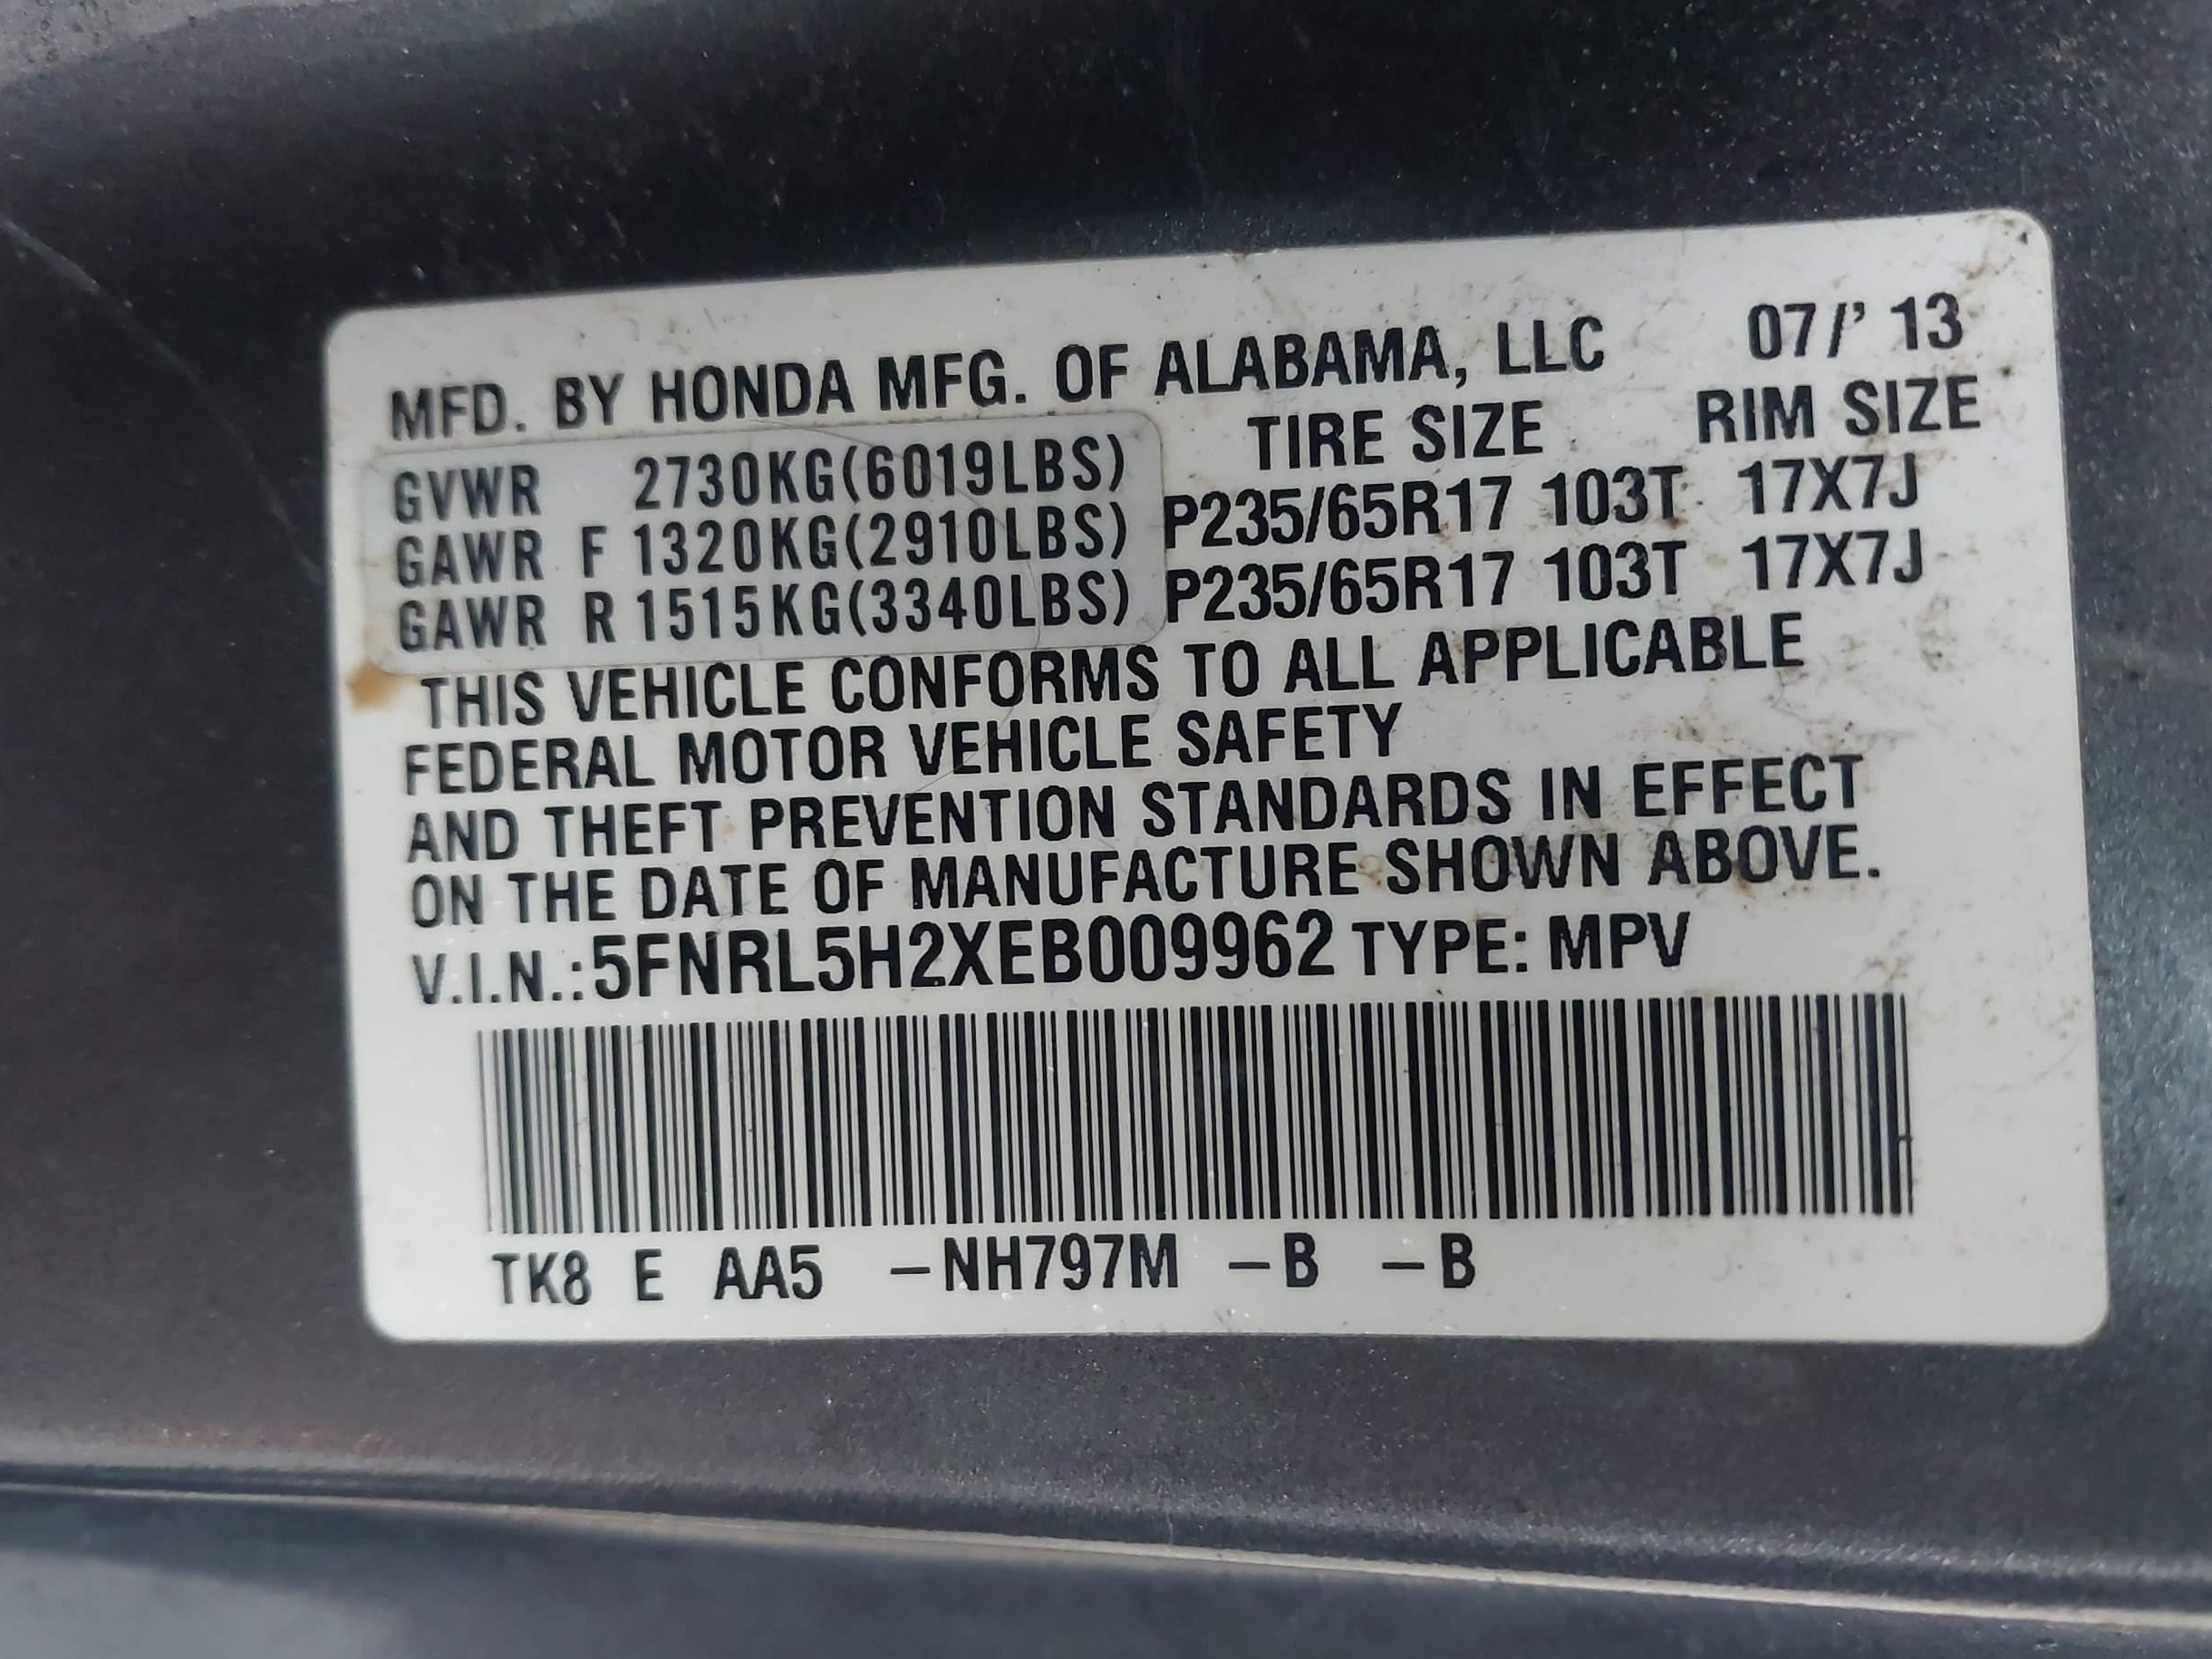 MFD. BY HONDA MFG. OF ALABAMA, LLC 07/' 13
TIRE SIZE RIM SIZE
GVWR 2730KG(6019LBS)
GAWR F 1320KG(2910LBS) P235/65R17 103T 17X7J
GAWR R 1515KG(3340LBS) P235/65R17 103T 17X7J
THIS VEHICLE CONFORMS TO ALL APPLICABLE
FEDERAL MOTOR VEHICLE SAFETY
AND THEFT PREVENTION STANDARDS IN EFFECT
ON THE DATE OF MANUFACTURE SHOWN ABOVE.
V.I.N.:5FNRL5H2XEB009962 TYPE: MPV
TK8 E AA5 –NH797M –B –B